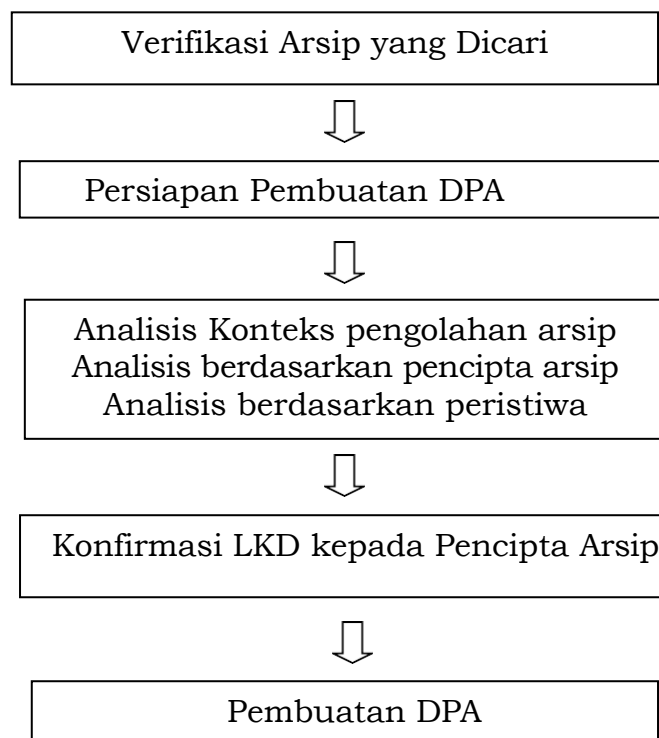 Verifikasi Arsip yang Dicari
Persiapan Pembuatan DPA
Analisis Konteks pengolahan arsip
Analisis berdasarkan pencipta arsip
Analisis berdasarkan peristiwa
Konfirmasi LKD kepada Pencipta Arsip
Pembuatan DPA